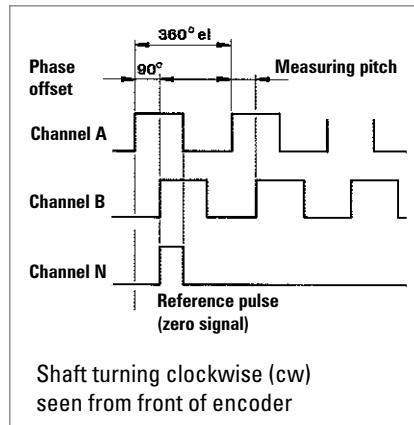 360° el
Phase offset
90°
Measuring pitch
Channel A
Channel B
Channel N
Reference pulse
(zero signal)
Shaft turning clockwise (cw)
seen from front of encoder